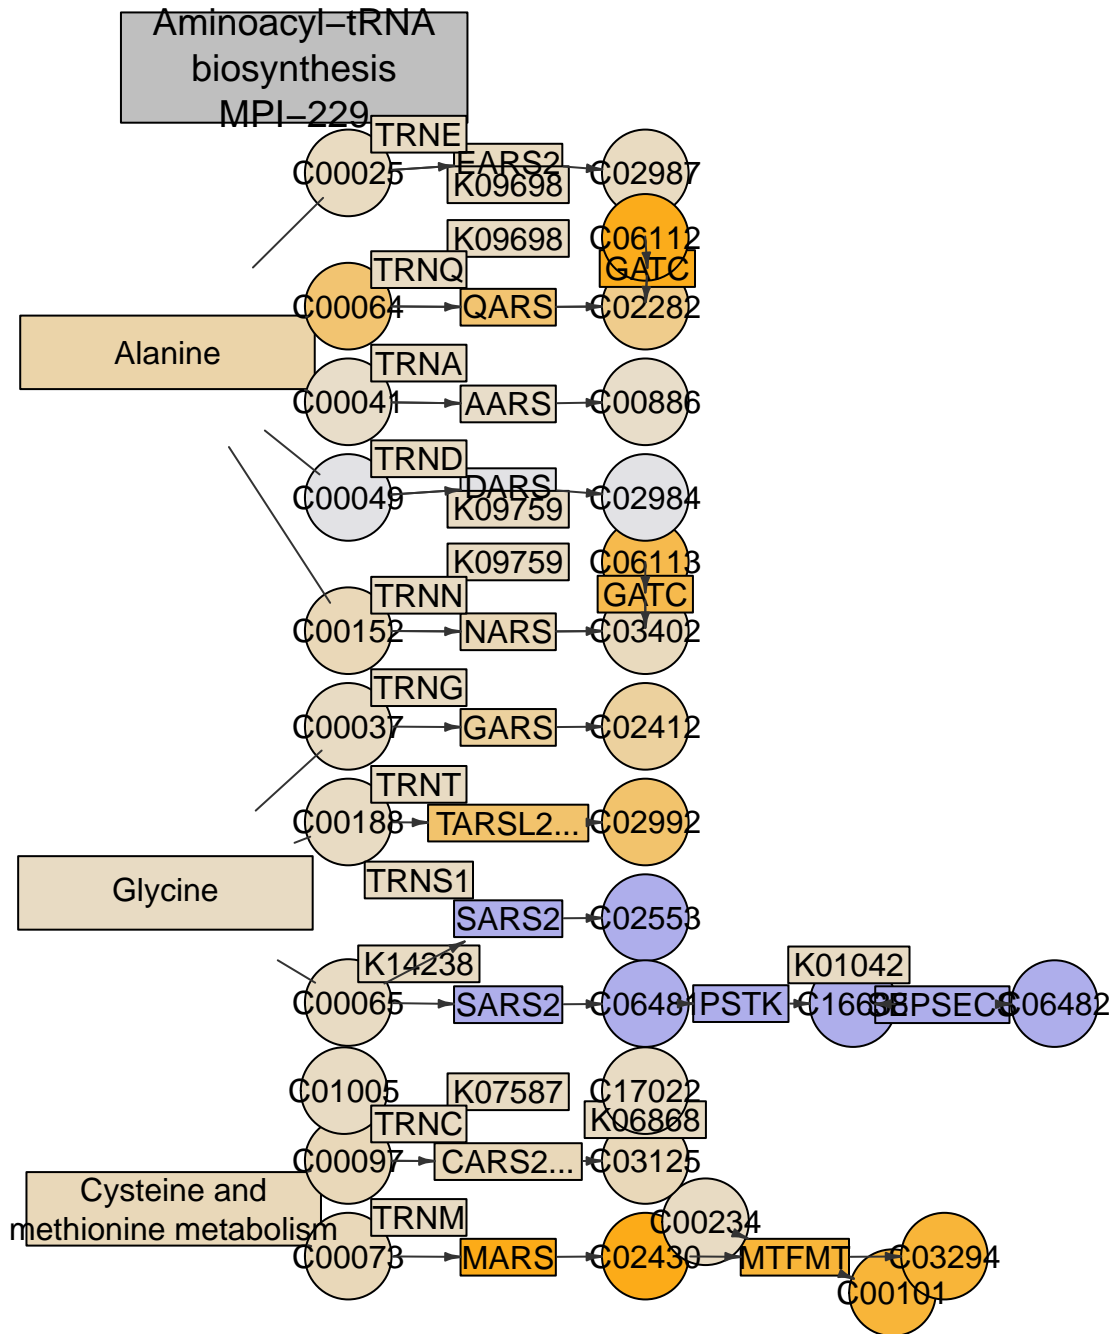 Aminoacyl−tRNA
biosynthesis
MPI−229
TRNE
C00025
EARS2
C02987
K09698
K09698
C06112
TRNQ
GATC
C00064
QARS
C02282
Alanine
TRNA
C00041
AARS
C00886
TRND
C00049
DARS
C02984
K09759
K09759
C06113
TRNN
GATC
C00152
NARS
C03402
TRNG
C00037
GARS
C02412
TRNT
C00188
TARSL2...
C02992
Glycine
TRNS1
SARS2
C02553
K14238
K01042
C00065
SARS2
C06481
PSTK
C16638
SEPSECS
C06482
C01005
K07587
C17022
TRNC
K06868
C00097
CARS2...
C03125
Cysteine and
methionine metabolism
TRNM
C00234
C00073
MARS
C02430
MTFMT
C03294
C00101